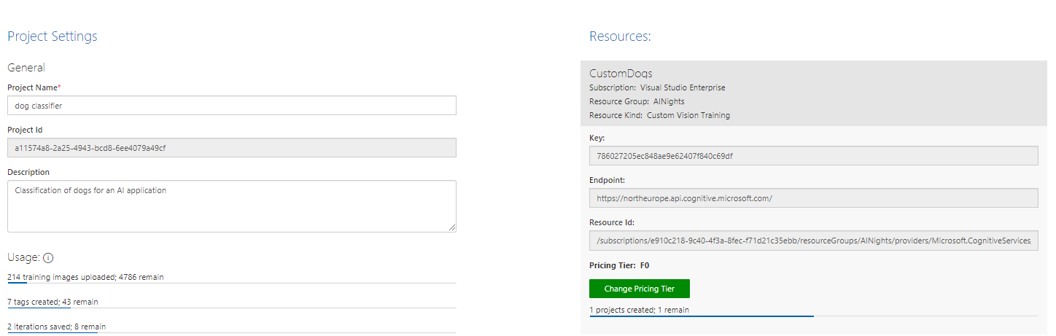 Project Settings
General
Project Name*
dog classifier
Project Id
a11574a8-2a25-4943-bcd8-6ee4079a49cf
Description
Classification of dogs for an AI application
Usage:
214 training images uploaded; 4786 remain
7 tags created; 43 remain
2 iterations saved; 8 remain
Resources:
CustomDogs
Subscription: Visual Studio Enterprise
Resource Group: AINights
Resource Kind: Custom Vision Training
Key:
786027205ec848ae9e62407f840c69df
Endpoint:
https://northeurope.api.cognitive.microsoft.com/
Resource Id:
/subscriptions/e910c218-9c40-4f3a-8fec-f71d21c35ebb/resourceGroups/AINights/providers/Microsoft.CognitiveServices
Pricing Tier: F0
Change Pricing Tier
1 projects created; 1 remain